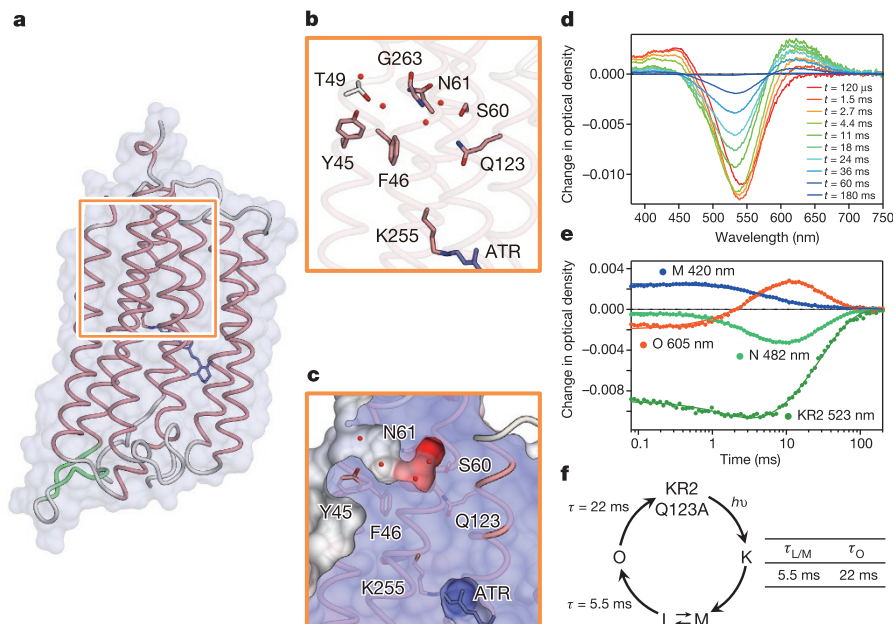 a
b
G263
N61
T49
S60
Y45
F46
Q123
K255
ATR
c
N61
S60
Y45
F46
Q123
K255
ATR
d
Change in optical density
0.000
−0.005
−0.010
t = 120 μs
t = 1.5 ms
t = 2.7 ms
t = 4.4 ms
t = 11 ms
t = 18 ms
t = 24 ms
t = 36 ms
t = 60 ms
t = 180 ms
400 450 500 550 600 650 700 750
Wavelength (nm)
e
Change in optical density
0.004
0.000
−0.004
−0.008
M 420 nm
O 605 nm
N 482 nm
KR2 523 nm
0.1 1 10 100
Time (ms)
f
KR2
Q123A
τ = 22 ms
hυ
O
K
τ = 5.5 ms
L ⇄ M
τL/M τO
5.5 ms 22 ms